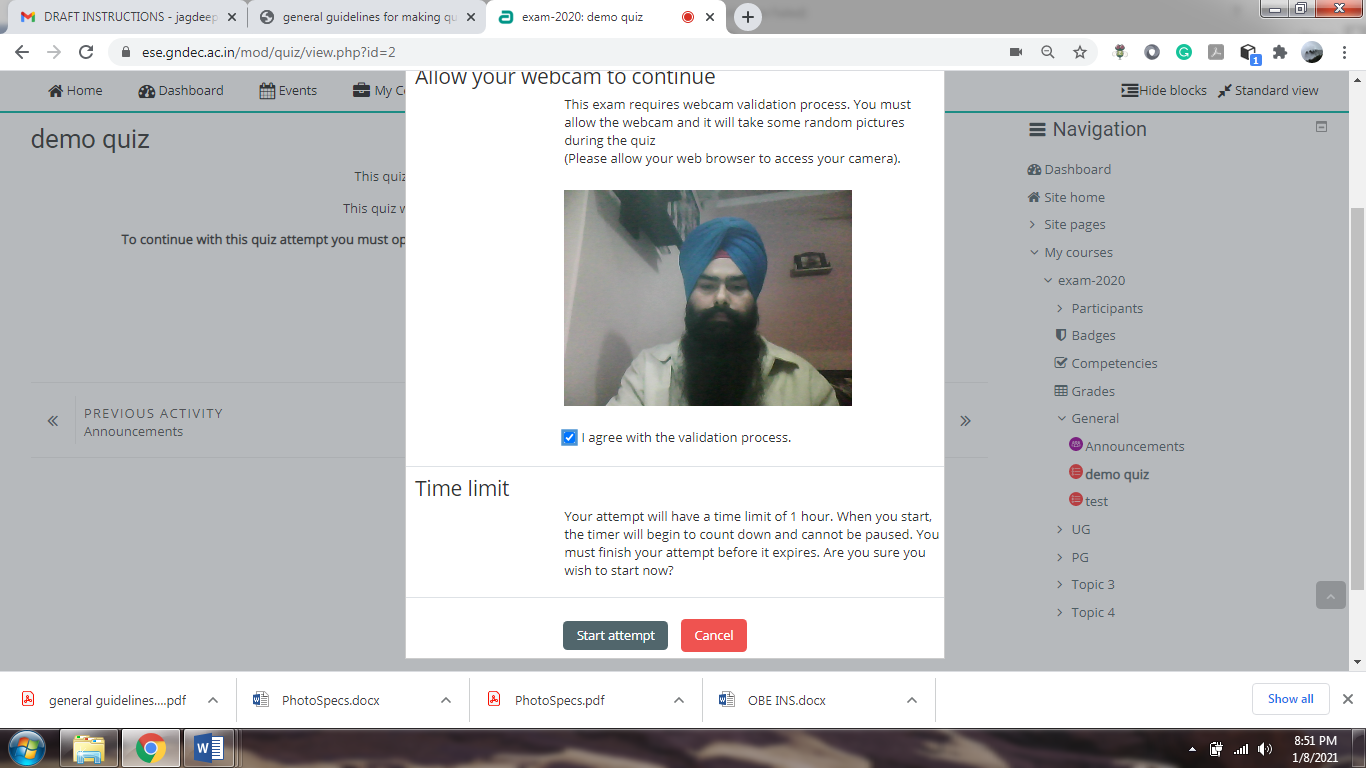 DRAFT INSTRUCTIONS - jagdeep
general guidelines for making qu
exam-2020: demo quiz
ese.gndec.ac.in/mod/quiz/view.php?id=2
1
Home
Dashboard
Events
My C
Hide blocks
Standard view
demo quiz
This quiz
This quiz w
To continue with this quiz attempt you must op
PREVIOUS ACTIVITY
Announcements
Allow your webcam to continue
This exam requires webcam validation process. You must
allow the webcam and it will take some random pictures
during the quiz
(Please allow your web browser to access your camera).
I agree with the validation process.
Time limit
Your attempt will have a time limit of 1 hour. When you start,
the timer will begin to count down and cannot be paused. You
must finish your attempt before it expires. Are you sure you
wish to start now?
Start attempt
Cancel
Navigation
Dashboard
Site home
Site pages
My courses
exam-2020
Participants
Badges
Competencies
Grades
General
Announcements
demo quiz
test
UG
PG
Topic 3
Topic 4
general guidelines....pdf
PhotoSpecs.docx
PhotoSpecs.pdf
OBE INS.docx
Show all
8:51 PM
1/8/2021